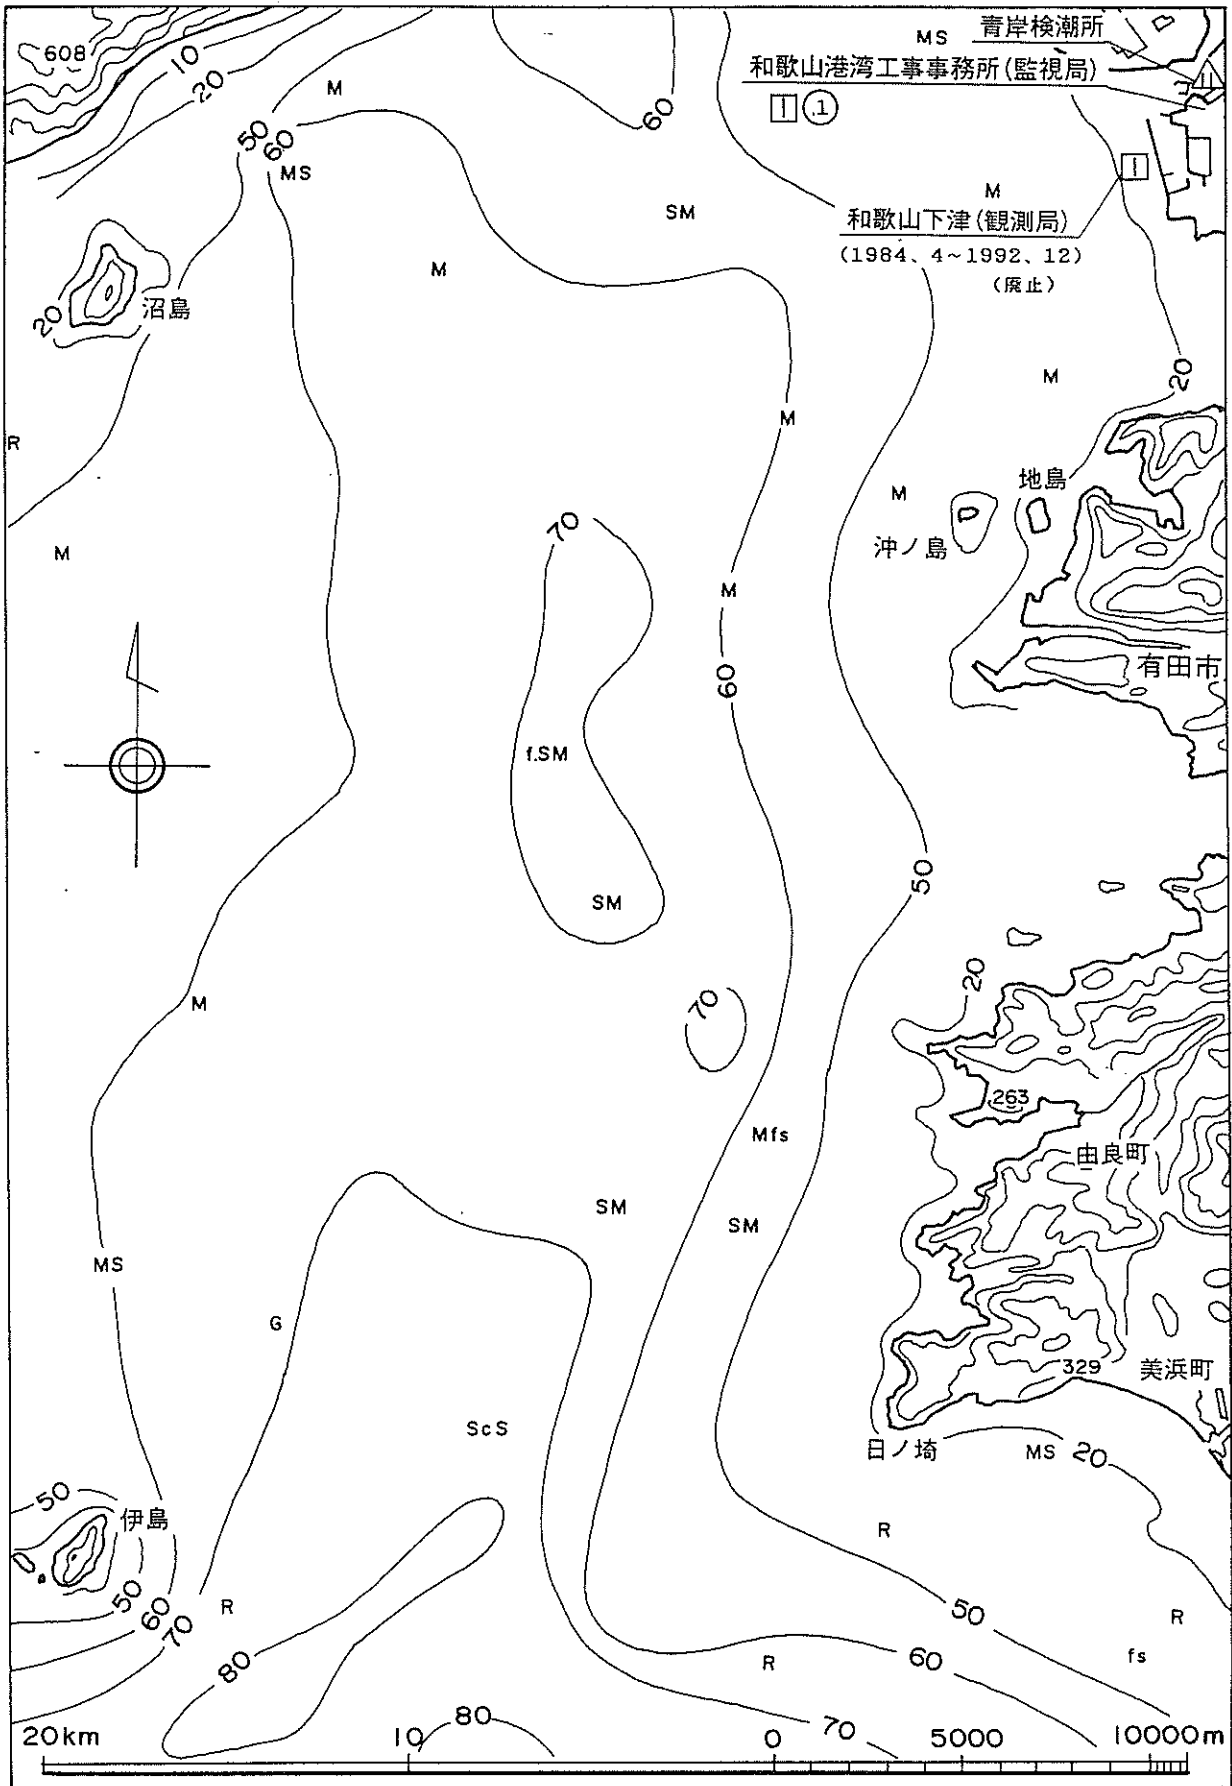 608
10
20
M
50
60
MS
60
MS
青岸検潮所
和歌山港湾工事事務所(監視局)
1
1
11
1
M
SM
和歌山下津(観測局)
(1984、4~1992、12)
(廃止)
M
沼島
20
M
20
M
R
地島
M
70
沖ノ島
M
M
60
有田市
f.SM
50
SM
20
70
M
263
Mfs
由良町
SM
SM
MS
G
329
美浜町
ScS
日ノ埼
MS
20
50
伊島
R
50
60
70
R
50
R
80
R
60
fs
80
70
20km
10
0
5000
10000m